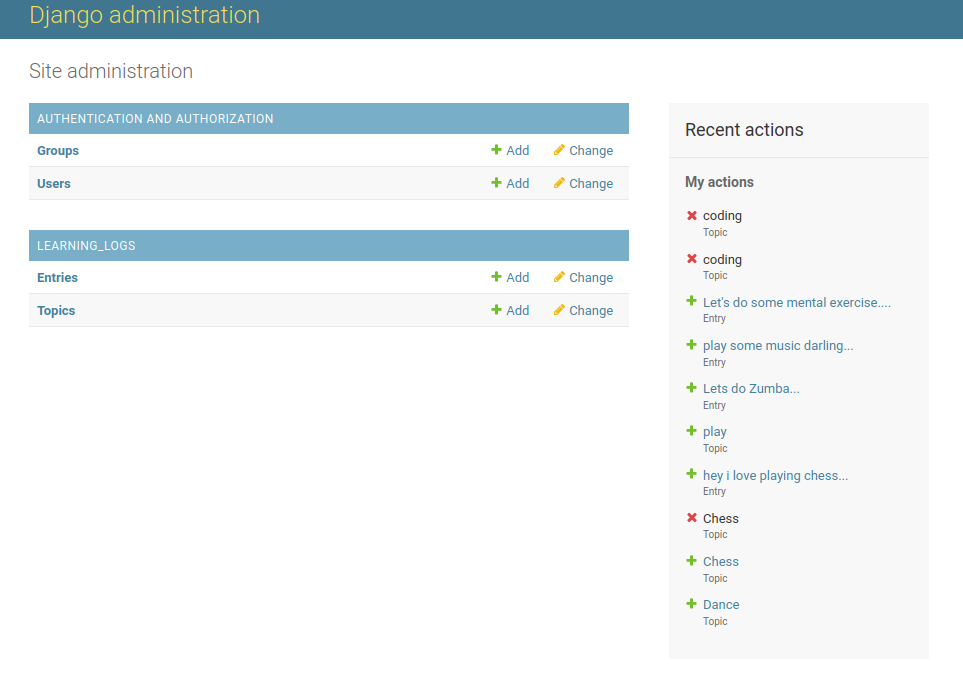 Django administration
Site administration
AUTHENTICATION AND AUTHORIZATION
Groups Add Change
Users Add Change
LEARNING_LOGS
Entries Add Change
Topics Add Change
Recent actions
My actions
coding
Topic
coding
Topic
Let's do some mental exercise....
Entry
play some music darling...
Entry
Lets do Zumba...
Entry
play
Topic
hey i love playing chess...
Entry
Chess
Topic
Chess
Topic
Dance
Topic